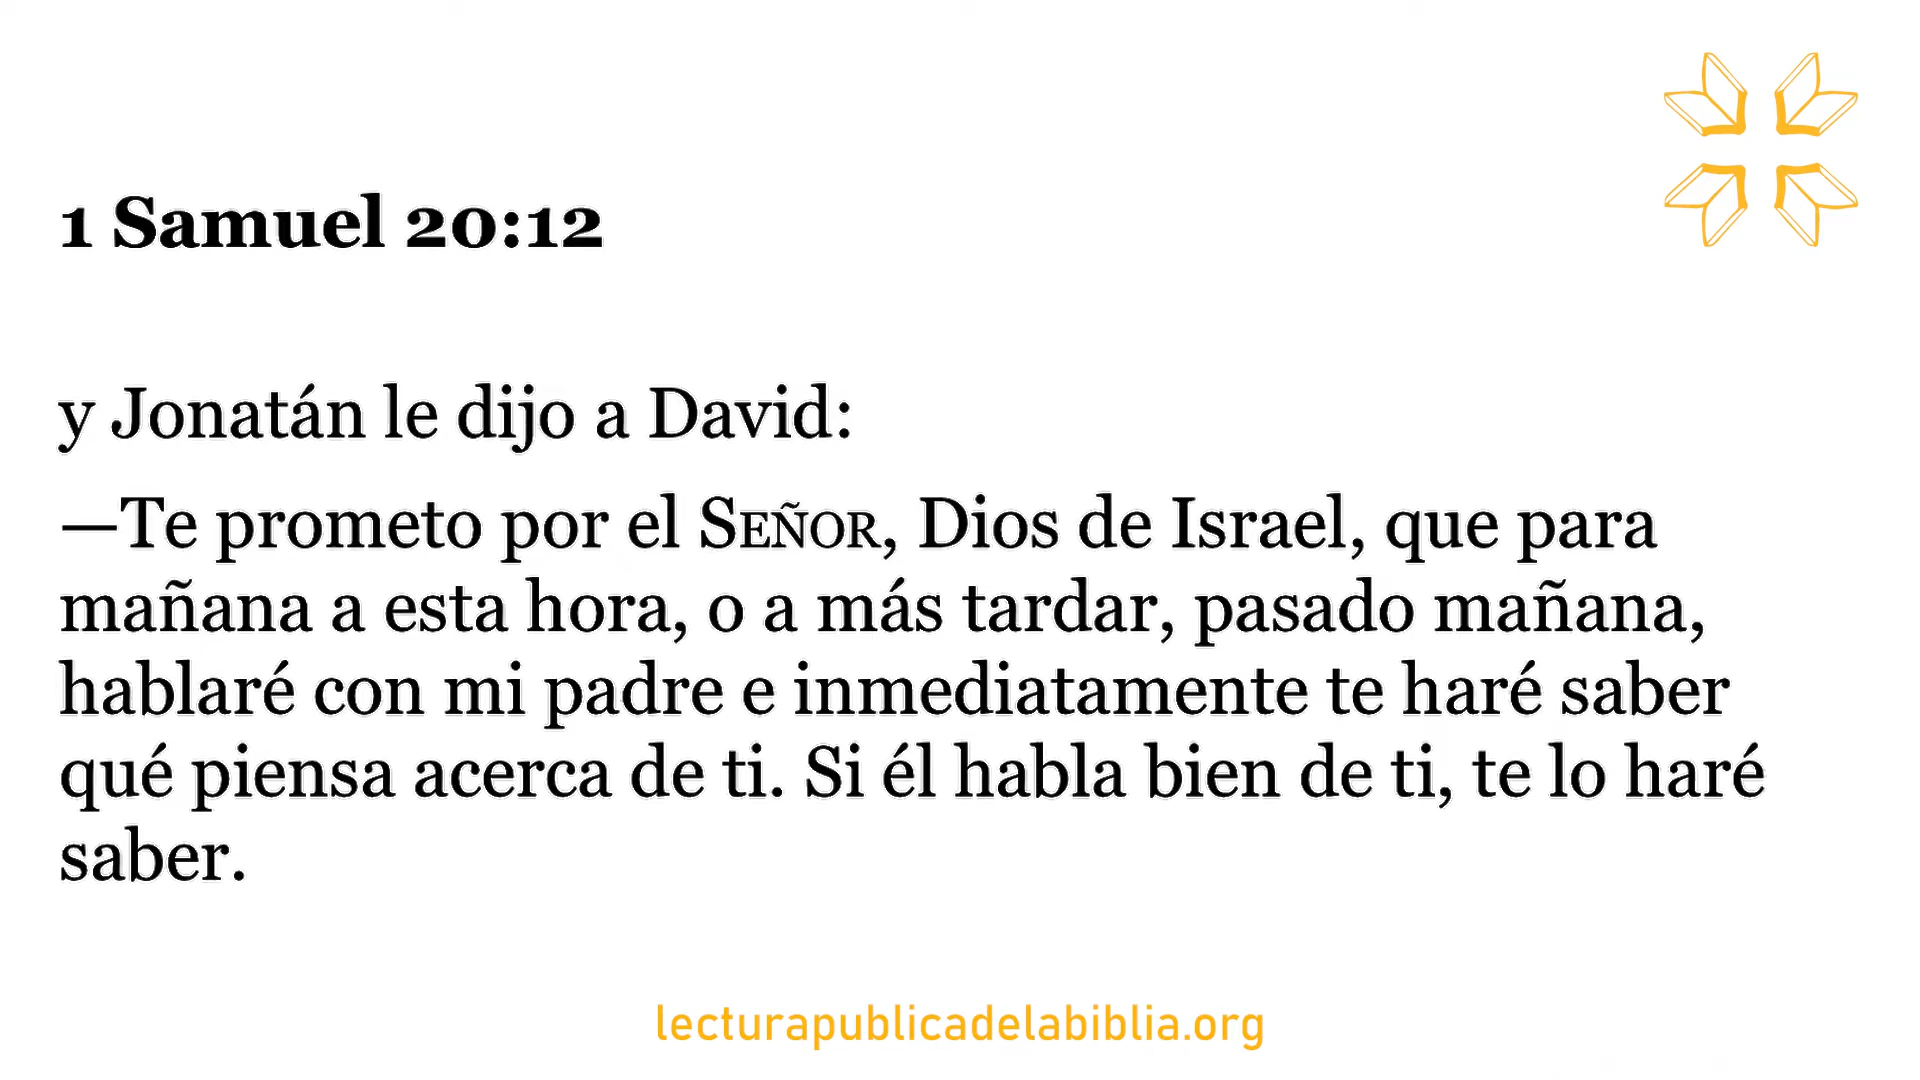 1 Samuel 20:12
y Jonatán le dijo a David:
—Te prometo por el SEÑOR, Dios de Israel, que para
mañana a esta hora, o a más tardar, pasado mañana,
hablaré con mi padre e inmediatamente te haré saber
qué piensa acerca de ti. Si él habla bien de ti, te lo haré
saber.
lecturapublicadelabiblia.org